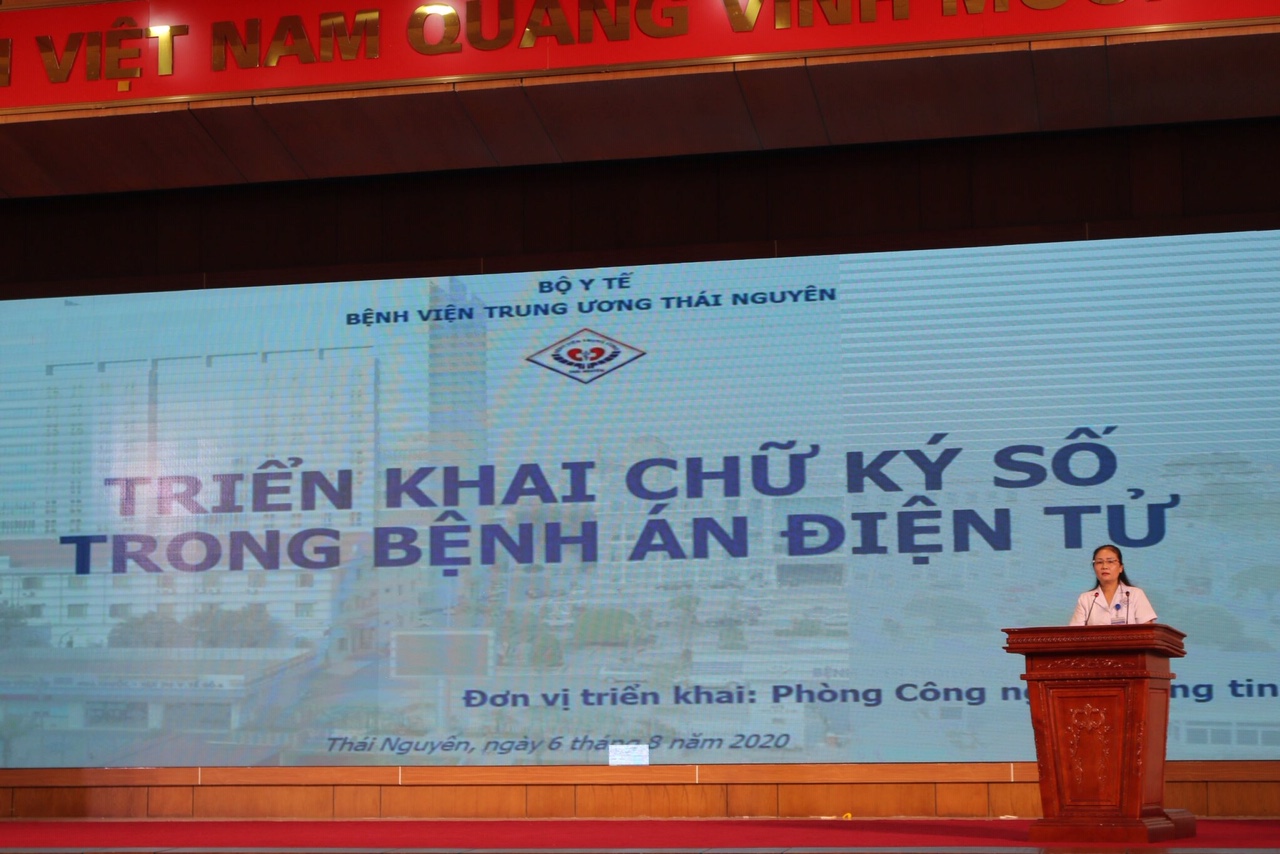 VIỆT NAM QUANG VINH
BỘ Y TẾ
BỆNH VIỆN TRUNG ƯƠNG THÁI NGUYÊN
TRIỂN KHAI CHỮ KÝ SỐ
TRONG BỆNH ÁN ĐIỆN TỬ
Đơn vị triển khai: Phòng Công tin
Thái Nguyên, ngày 6 tháng 8 năm 2020